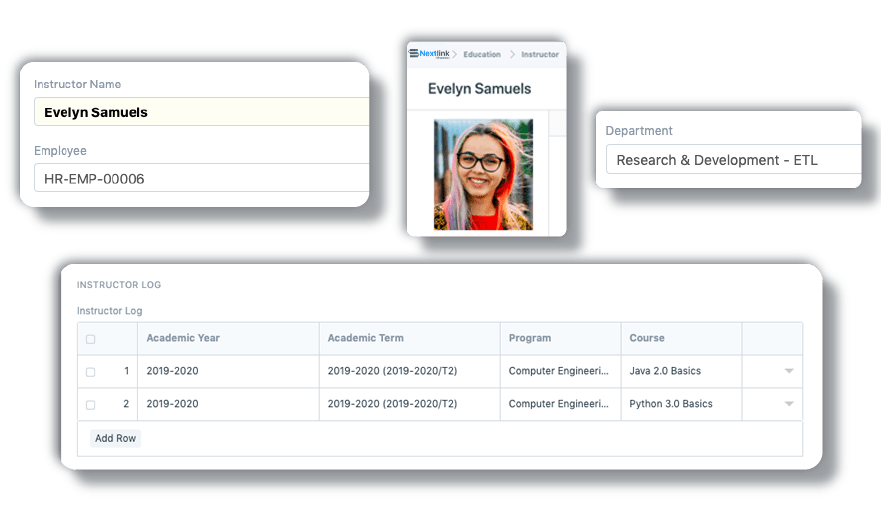 Instructor Name
Evelyn Samuels
Employee
HR-EMP-00006
Nextlink
Education
Instructor
Evelyn Samuels
Department
Research & Development - ETL
INSTRUCTOR LOG
Instructor Log
Academic Year Academic Term Program Course
1 2019-2020 2019-2020 (2019-2020/T2) Computer Engineeri... Java 2.0 Basics
2 2019-2020 2019-2020 (2019-2020/T2) Computer Engineeri... Python 3.0 Basics
Add Row